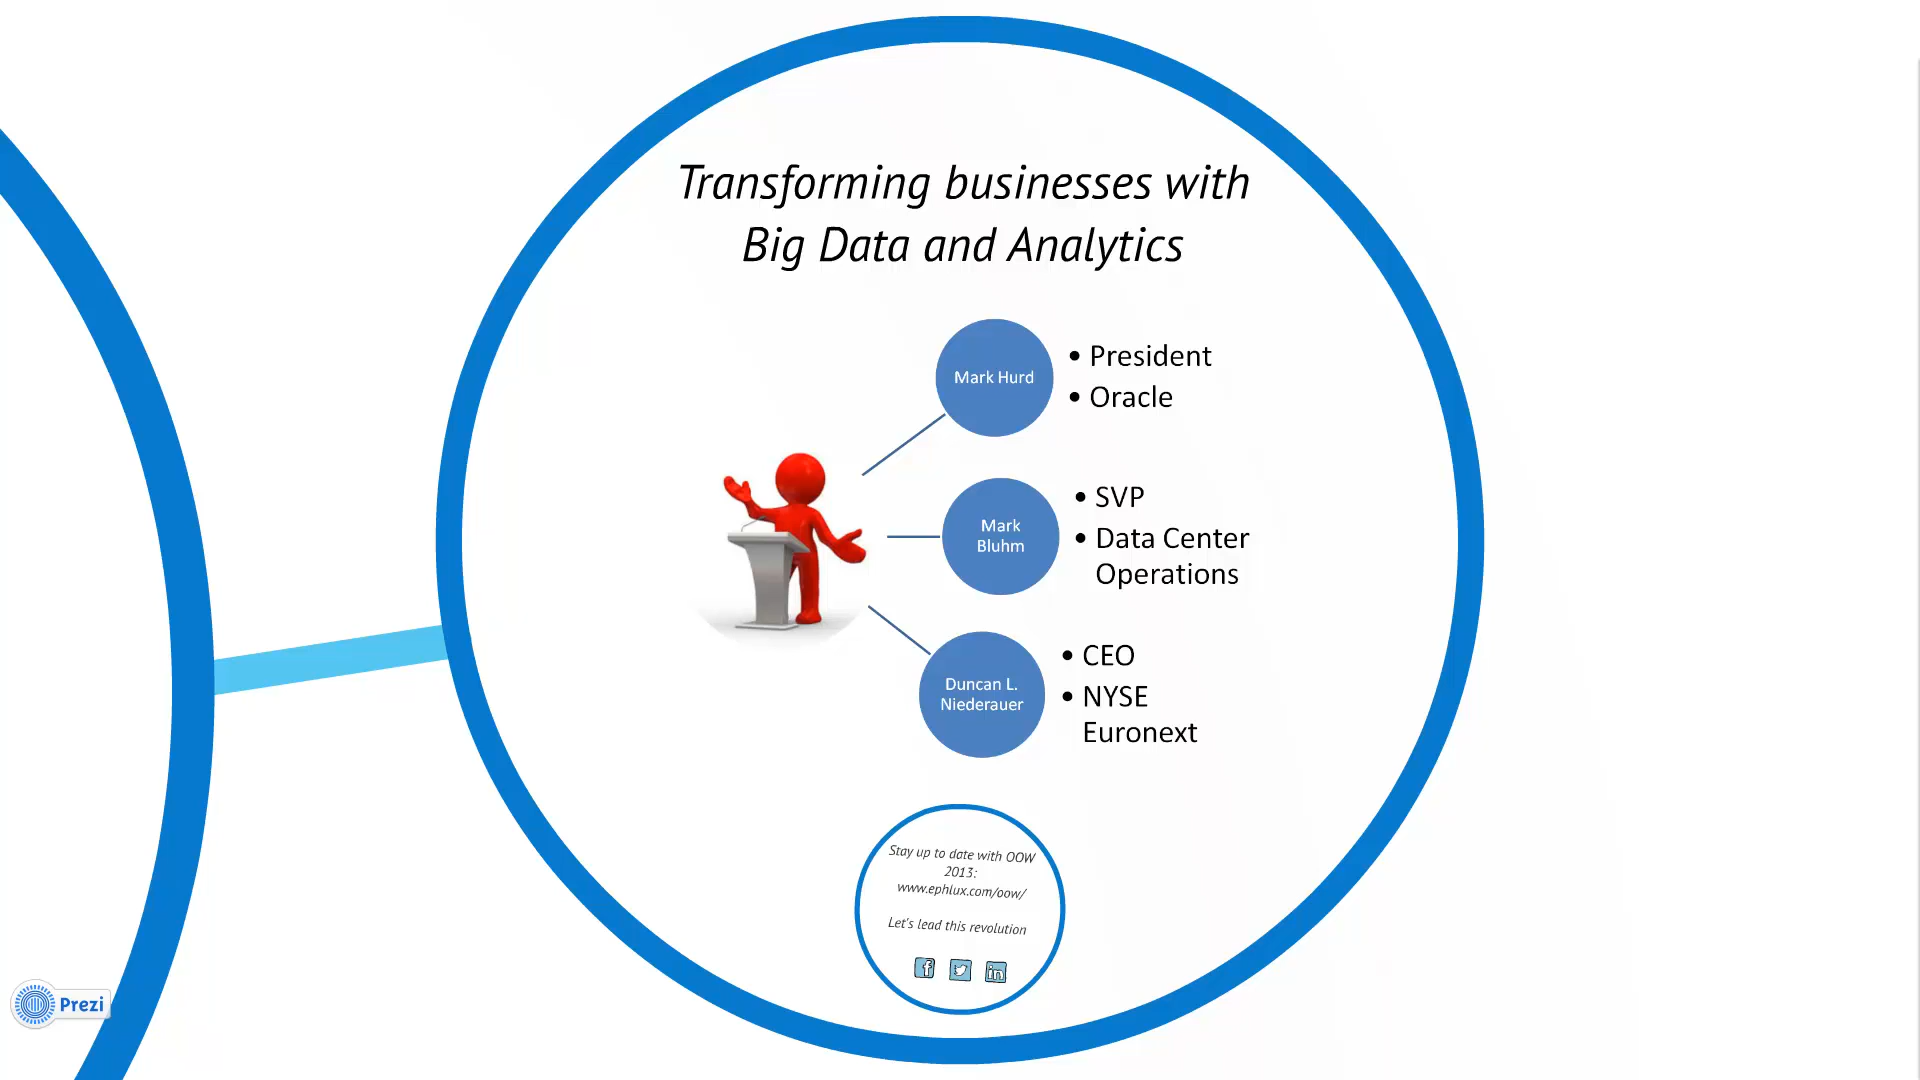 Transforming businesses with
Big Data and Analytics
Mark Hurd
• President
• Oracle
Mark
Bluhm
• SVP
• Data Center
Operations
Duncan L.
Niederauer
• CEO
• NYSE
Euronext
Stay up to date with OOW
2013:
www.ephlux.com/oow/
Let's lead this revolution
f
in
Prezi